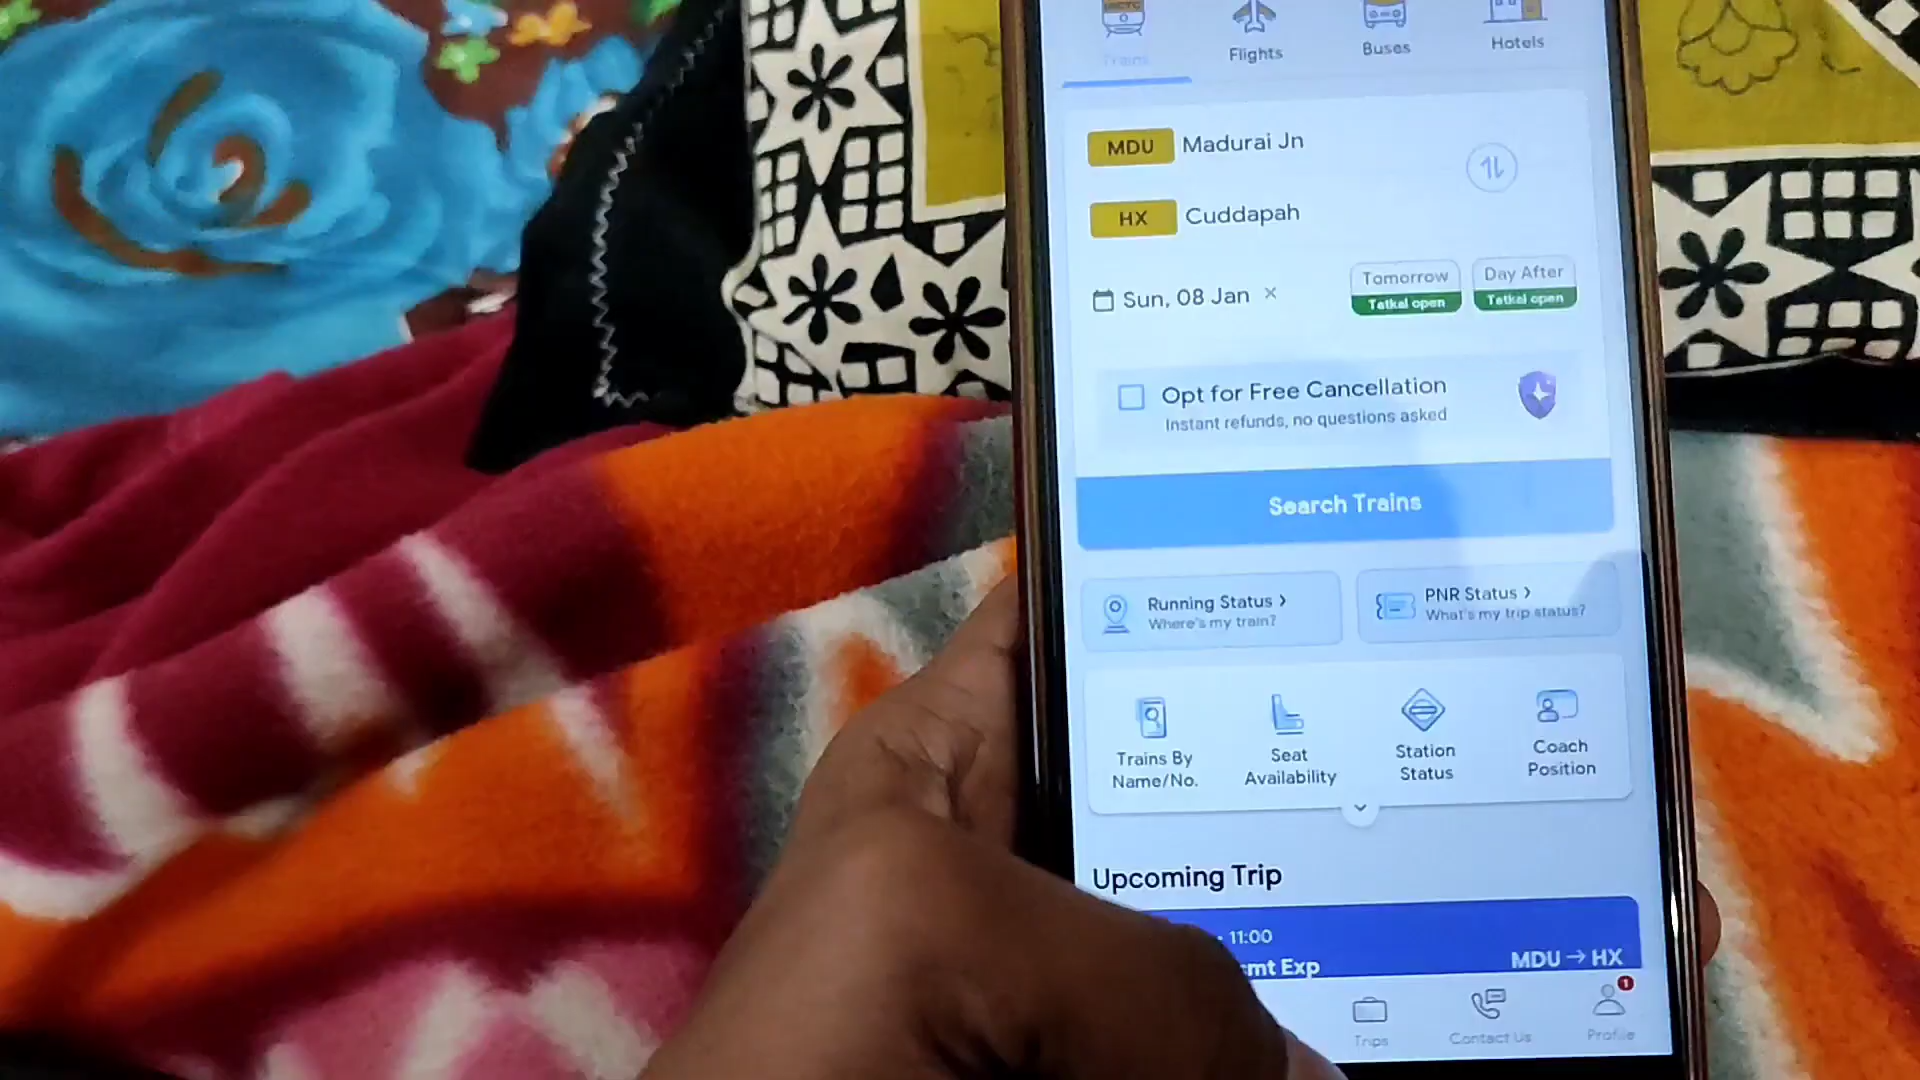 IRCTC
Trains
Flights
Buses
Hotels
MDU Madurai Jn
HX Cuddapah
Sun, 08 Jan ×
Tomorrow
Tatkal open
Day After
Tatkal open
Opt for Free Cancellation
Instant refunds, no questions asked
Search Trains
Running Status >
Where's my train?
PNR Status >
What's my trip status?
Trains By
Name/No.
Seat
Availability
Station
Status
Coach
Position
Upcoming Trip
11:00
mt Exp
MDU → HX
1
Trips
Contact Us
Profile